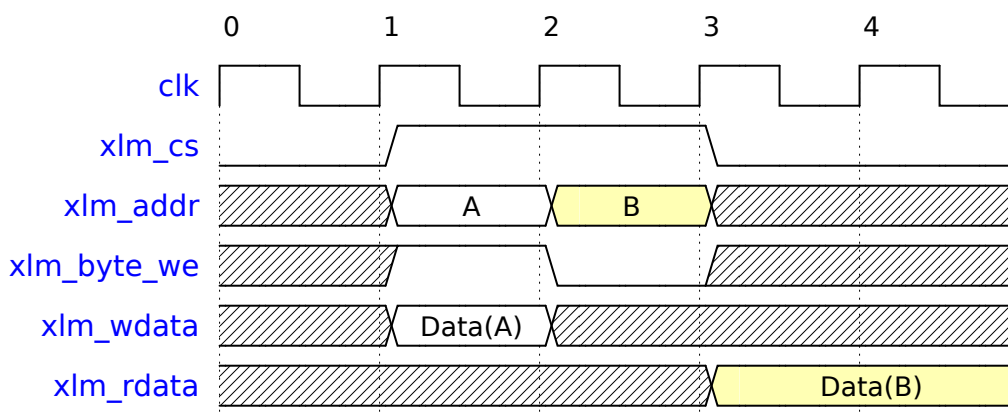 0 1 2 3 4
clk
xlm_cs
xlm_addr A B
xlm_byte_we
xlm_wdata Data(A)
xlm_rdata Data(B)